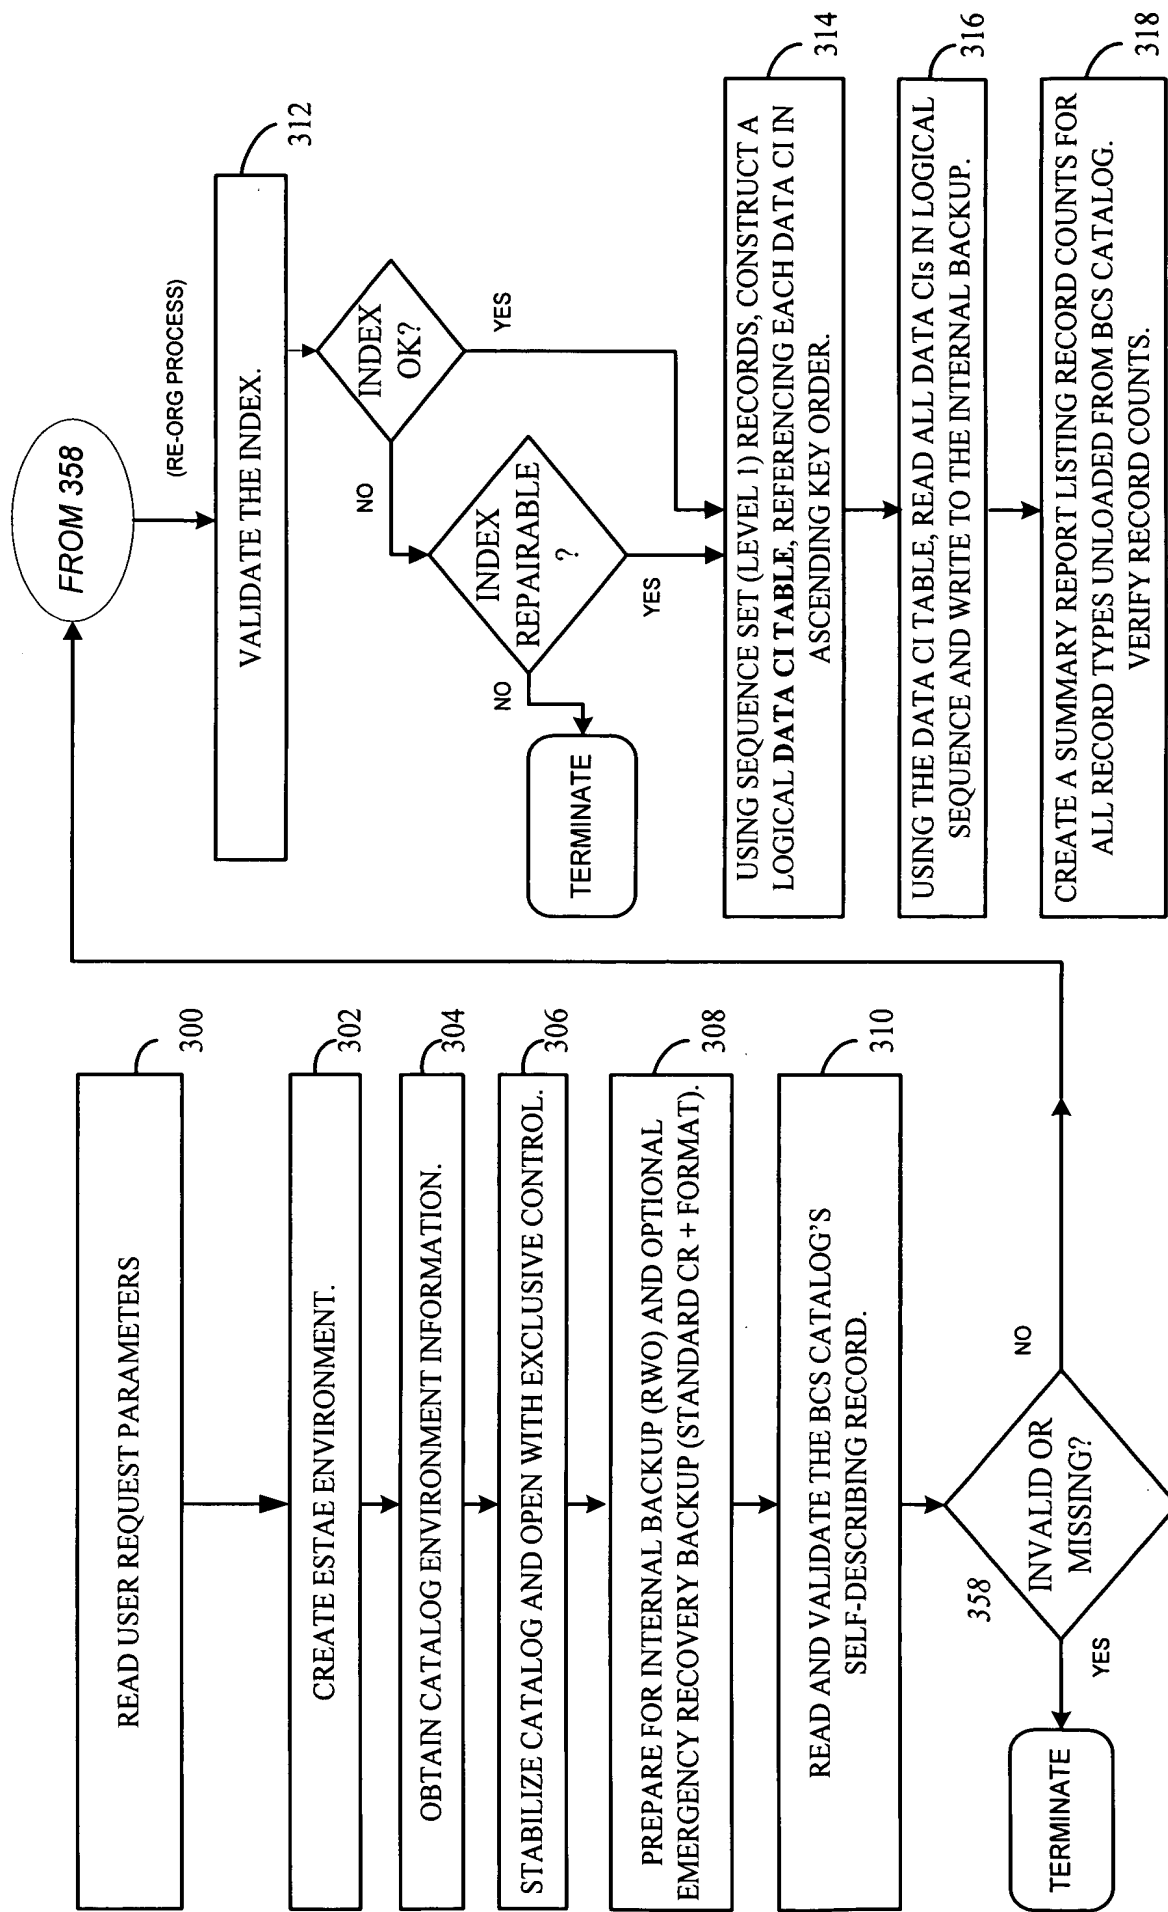 READ USER REQUEST PARAMETERS
300
CREATE ESTAE ENVIRONMENT.
302
OBTAIN CATALOG ENVIRONMENT INFORMATION.
304
STABILIZE CATALOG AND OPEN WITH EXCLUSIVE CONTROL.
306
PREPARE FOR INTERNAL BACKUP (RWO) AND OPTIONAL
EMERGENCY RECOVERY BACKUP (STANDARD CR + FORMAT).
308
READ AND VALIDATE THE BCS CATALOG'S
SELF-DESCRIBING RECORD.
310
358
INVALID OR
MISSING?
YES
NO
TERMINATE
FROM 358
(RE-ORG PROCESS)
VALIDATE THE INDEX.
312
INDEX
OK?
NO
YES
INDEX
REPAIRABLE
?
NO
YES
TERMINATE
USING SEQUENCE SET (LEVEL 1) RECORDS, CONSTRUCT A
LOGICAL DATA CI TABLE, REFERENCING EACH DATA CI IN
ASCENDING KEY ORDER.
314
USING THE DATA CI TABLE, READ ALL DATA CIs IN LOGICAL
SEQUENCE AND WRITE TO THE INTERNAL BACKUP.
316
CREATE A SUMMARY REPORT LISTING RECORD COUNTS FOR
ALL RECORD TYPES UNLOADED FROM BCS CATALOG.
VERIFY RECORD COUNTS.
318